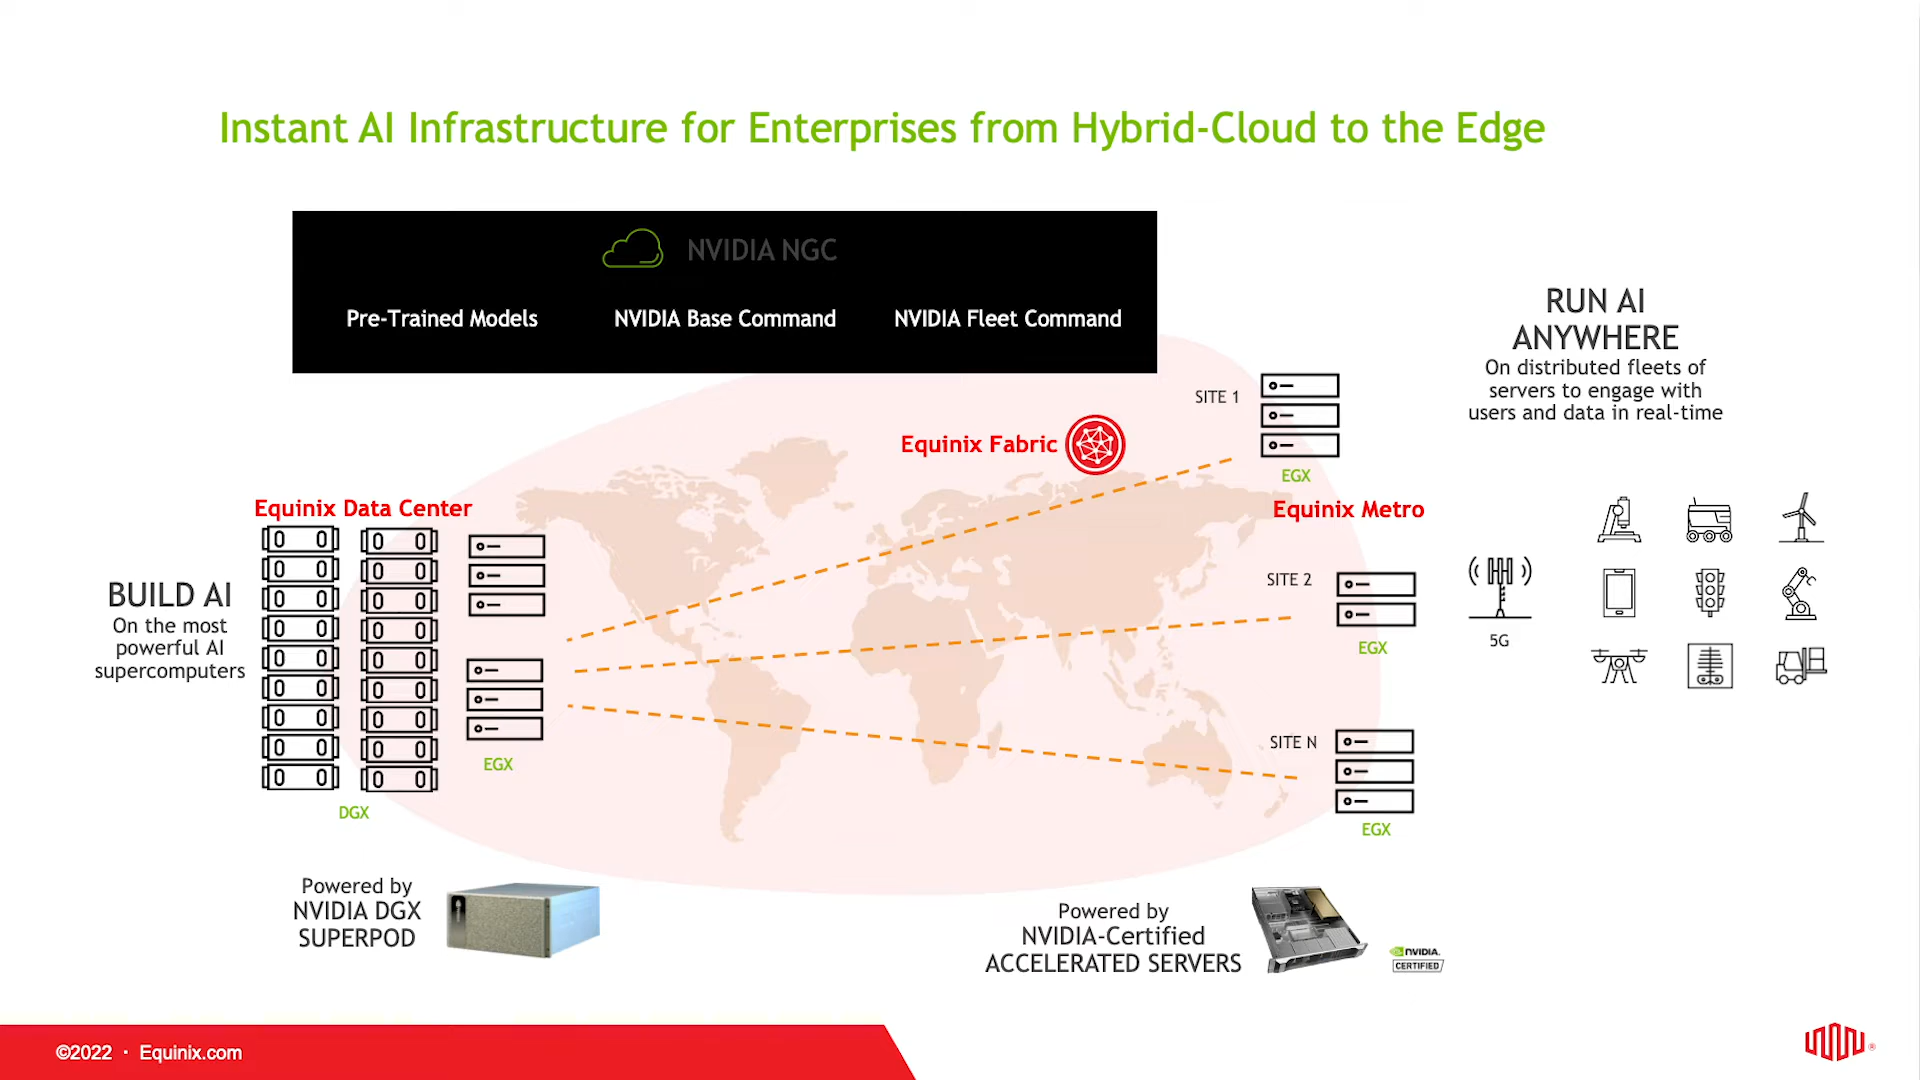 Instant AI Infrastructure for Enterprises from Hybrid-Cloud to the Edge
NVIDIA NGC
Pre-Trained Models
NVIDIA Base Command
NVIDIA Fleet Command
RUN AI
ANYWHERE
On distributed fleets of
servers to engage with
users and data in real-time
SITE 1
EGX
Equinix Fabric
Equinix Data Center
Equinix Metro
BUILD AI
On the most
powerful AI
supercomputers
SITE 2
EGX
5G
EGX
DGX
SITE N
EGX
Powered by
NVIDIA DGX
SUPERPOD
Powered by
NVIDIA-Certified
ACCELERATED SERVERS
NVIDIA.
CERTIFIED
©2022 · Equinix.com
®